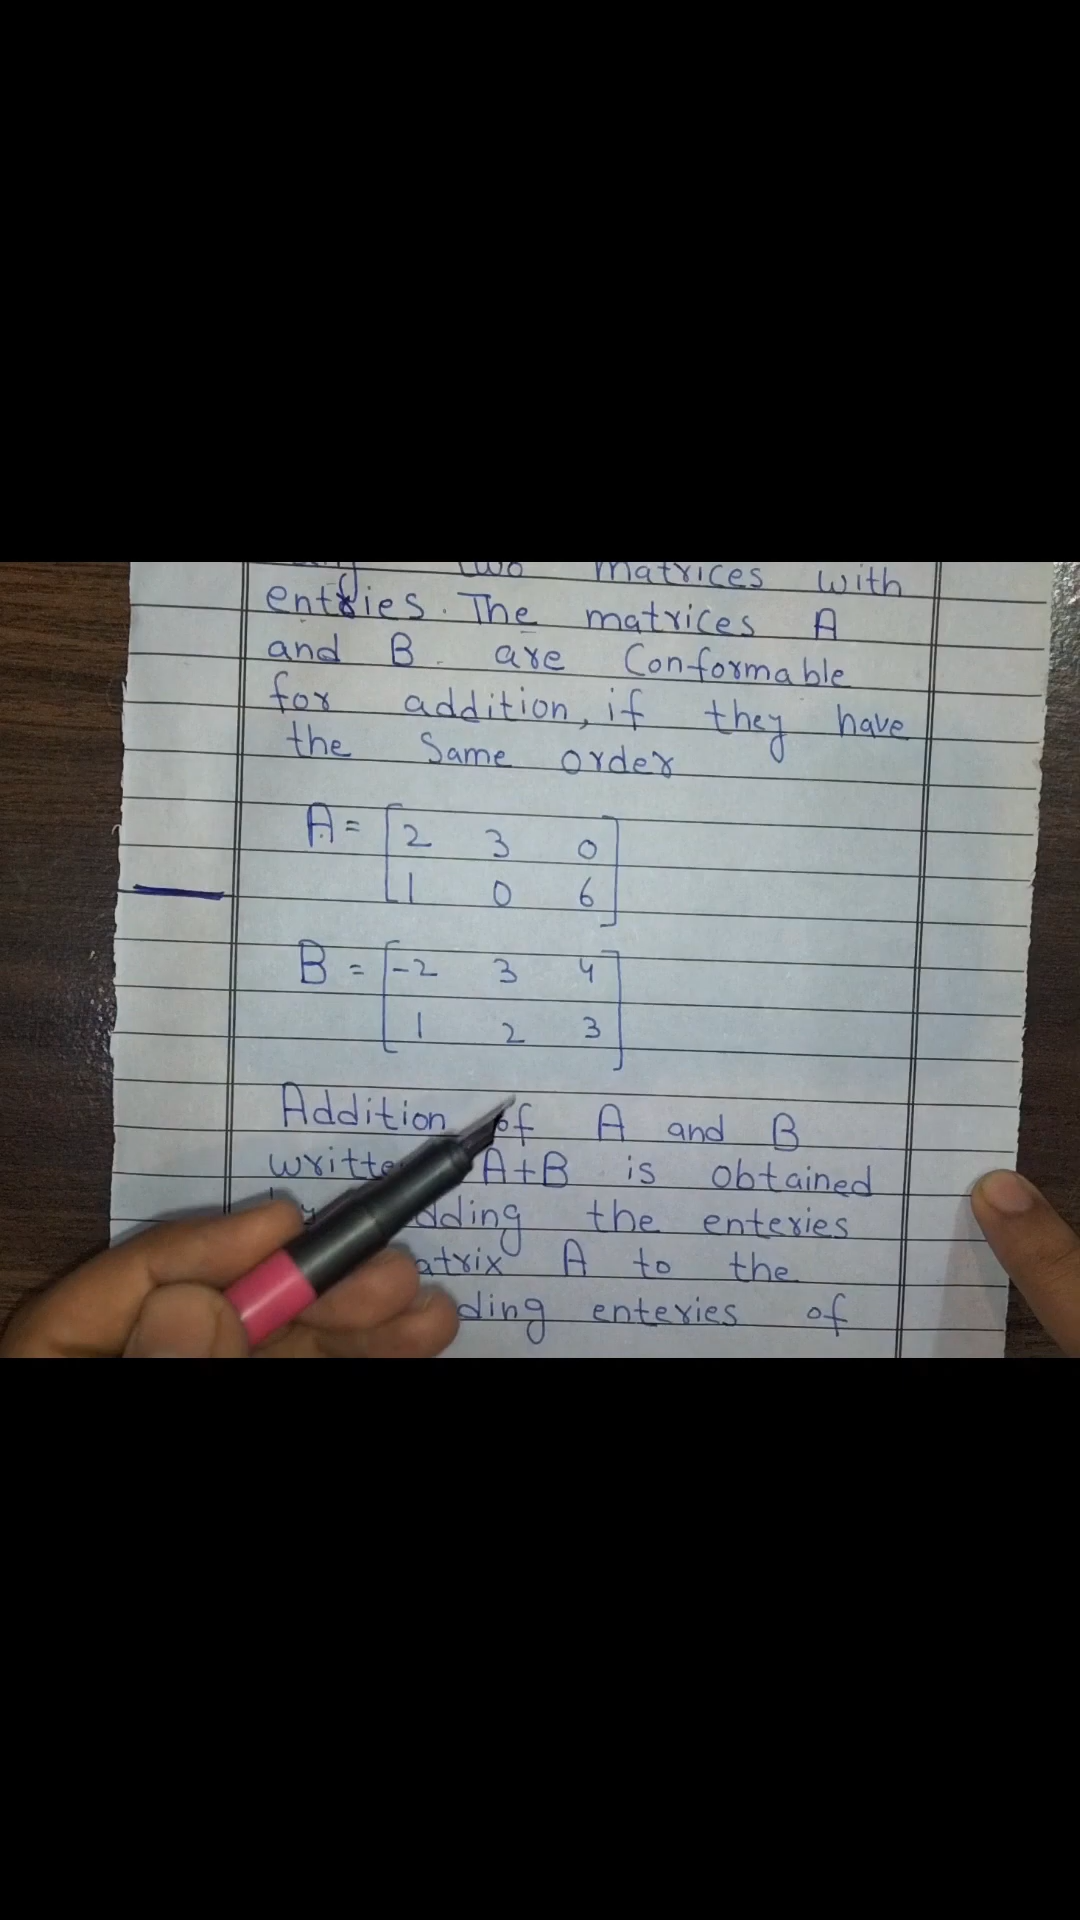 two matrices with
entries. The matrices A
and B are Conformable
for addition, if they have
the Same order
A = [2 3 0
1 0 6]
B = [-2 3 4
1 2 3]
Addition of A and B
A+B is obtained
the enteries
A to the
enteries of